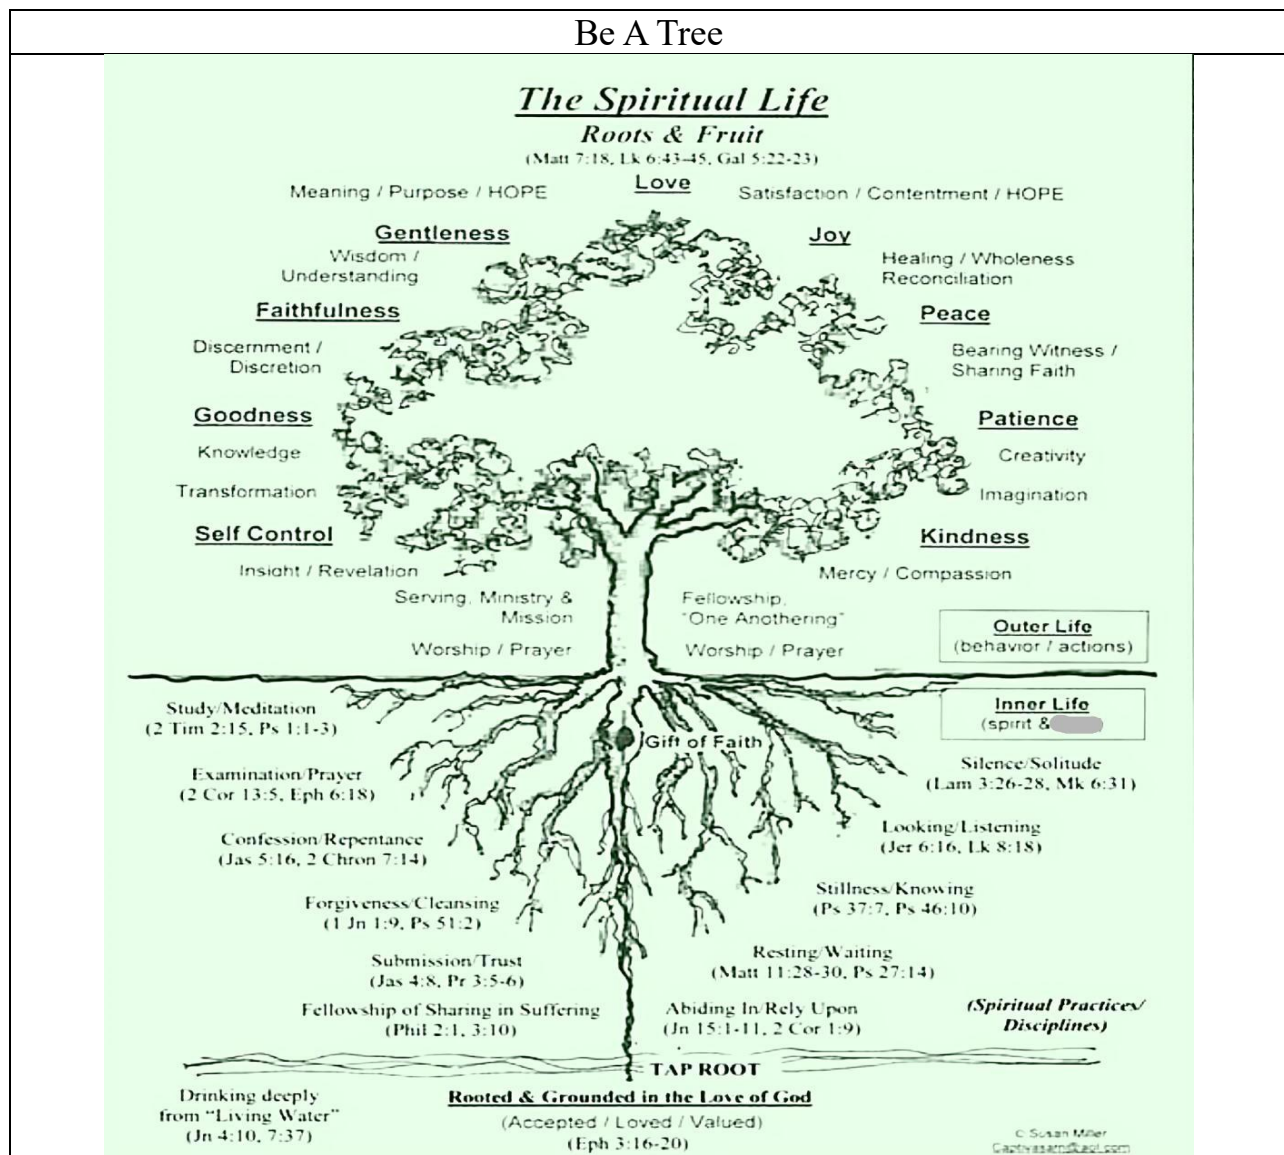 Be A Tree
The Spiritual Life
Roots & Fruit
(Matt 7:18, Lk 6:43-45, Gal 5:22-23)
Love
Meaning / Purpose / HOPE
Satisfaction / Contentment / HOPE
Gentleness
Joy
Wisdom /
Understanding
Healing / Wholeness
Reconciliation
Faithfulness
Peace
Discernment /
Discretion
Bearing Witness /
Sharing Faith
Goodness
Patience
Knowledge
Creativity
Transformation
Imagination
Self Control
Kindness
Insight / Revelation
Mercy / Compassion
Serving, Ministry &
Mission
Fellowship,
"One Anothering"
Worship / Prayer
Worship / Prayer
Outer Life
(behavior / actions)
Inner Life
(spirit &
Study/Meditation
(2 Tim 2:15, Ps 1:1-3)
Gift of Faith
Silence/Solitude
(Lam 3:26-28, Mk 6:31)
Examination/Prayer
(2 Cor 13:5, Eph 6:18)
Looking/Listening
(Jer 6:16, Lk 8:18)
Confession/Repentance
(Jas 5:16, 2 Chron 7:14)
Stillness/Knowing
(Ps 37:7, Ps 46:10)
Forgiveness/Cleansing
(1 Jn 1:9, Ps 51:2)
Resting/Waiting
(Matt 11:28-30, Ps 27:14)
Submission/Trust
(Jas 4:8, Pr 3:5-6)
Fellowship of Sharing in Suffering
(Phil 2:1, 3:10)
Abiding In/Rely Upon
(Jn 15:1-11, 2 Cor 1:9)
(Spiritual Practices/
Disciplines)
TAP ROOT
Drinking deeply
from "Living Water"
(Jn 4:10, 7:37)
Rooted & Grounded in the Love of God
(Accepted / Loved / Valued)
(Eph 3:16-20)
© Susan Miller